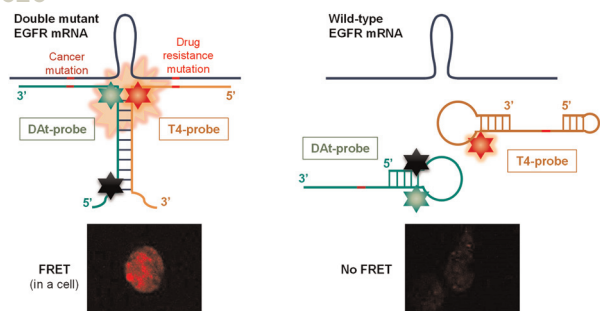 Double mutant
EGFR mRNA
Cancer
mutation
Drug
resistance
mutation
3’
5’
DAt-probe
T4-probe
5’
3’
FRET
(in a cell)
Wild-type
EGFR mRNA
3’
5’
T4-probe
DAt-probe
5’
3’
No FRET